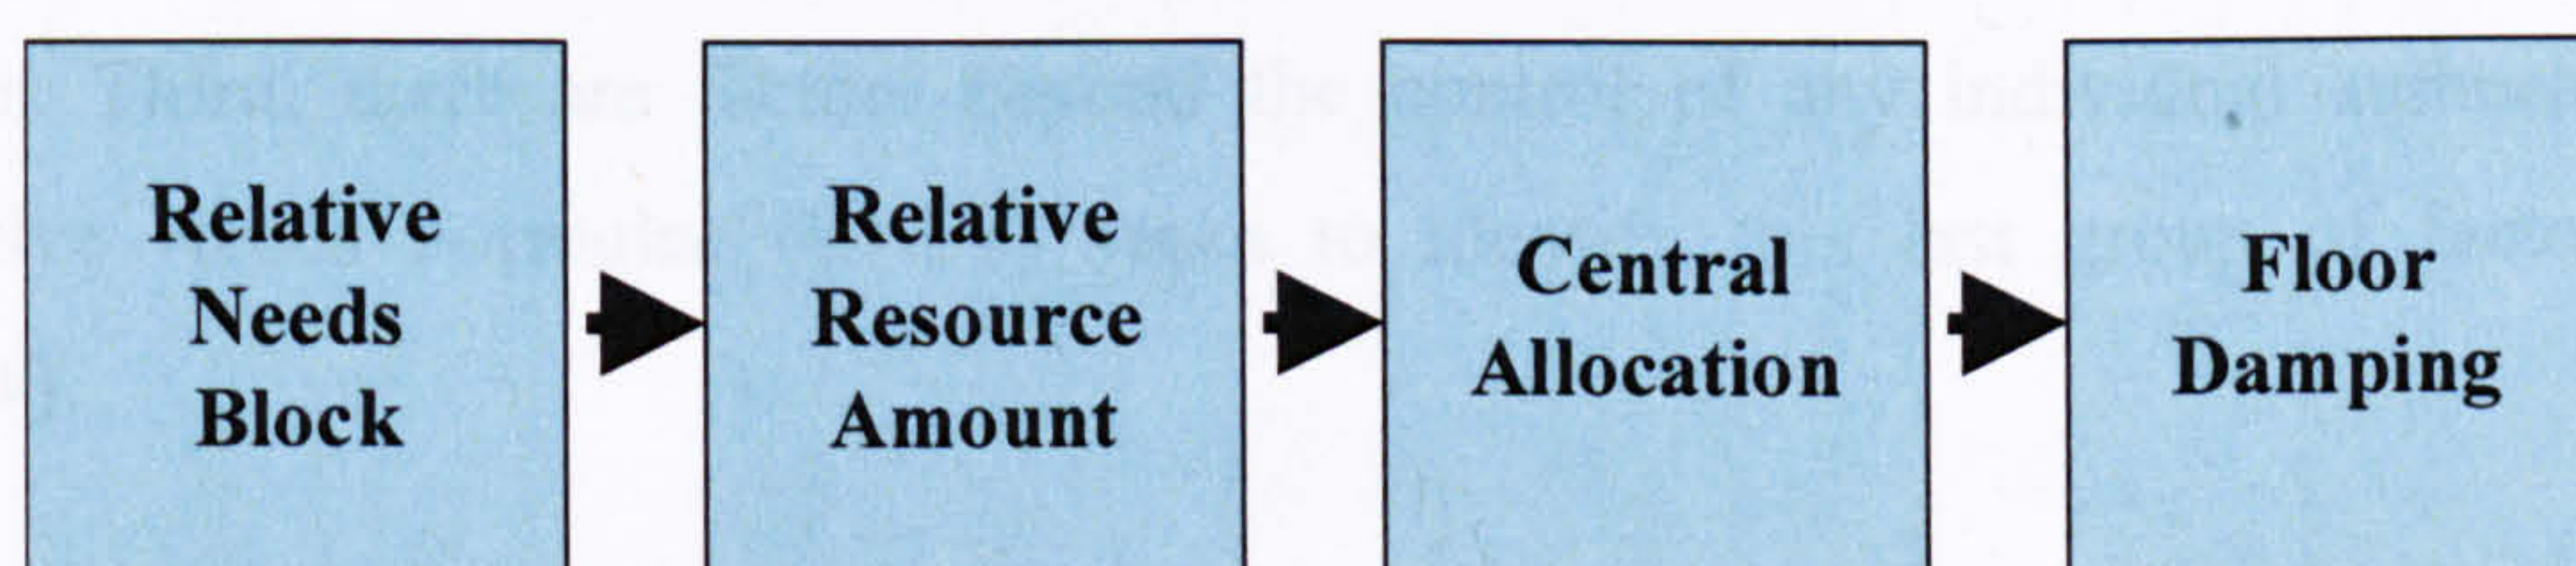 Relative
Needs
Block
Relative
Resource
Amount
Central
Allocation
Floor
Damping